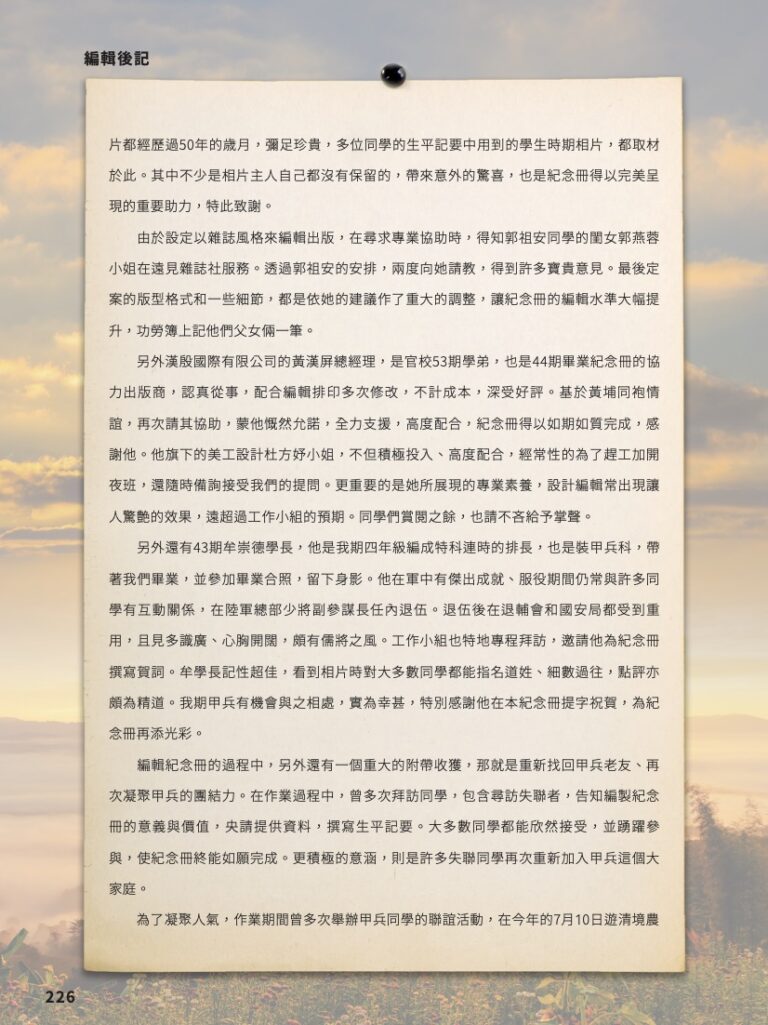 編輯後記
片都經歷過50年的歲月，彌足珍貴，多位同學的生平記要中用到的學生時期相片，都取材
於此。其中不少是相片主人自己都沒有保留的，帶來意外的驚喜，也是紀念冊得以完美呈
現的重要助力，特此致謝。
由於設定以雜誌風格來編輯出版，在尋求專業協助時，得知郭祖安同學的閨女郭燕蓉
小姐在遠見雜誌社服務。透過郭祖安的安排，兩度向她請教，得到許多寶貴意見。最後定
案的版型格式和一些細節，都是依她的建議作了重大的調整，讓紀念冊的編輯水準大幅提
升，功勞簿上記他們父女倆一筆。
另外漢殷國際有限公司的黃漢屏總經理，是官校53期學弟，也是44期畢業紀念冊的協
力出版商，認真從事，配合編輯排印多次修改，不計成本，深受好評。基於黃埔同袍情
誼，再次請其協助，蒙他慨然允諾，全力支援，高度配合，紀念冊得以如期如質完成，感
謝他。他旗下的美工設計杜方妤小姐，不但積極投入、高度配合，經常性的為了趕工加開
夜班，還隨時備詢接受我們的提問。更重要的是她所展現的專業素養，設計編輯常出現讓
人驚艷的效果，遠超過工作小組的預期。同學們賞閱之餘，也請不吝給予掌聲。
另外還有43期牟崇德學長，他是我期四年級編成特科連時的排長，也是裝甲兵科，帶
著我們畢業，並參加畢業合照，留下身影。他在軍中有傑出成就、服役期間仍常與許多同
學有互動關係，在陸軍總部少將副參謀長任內退伍。退伍後在退輔會和國安局都受到重
用，且見多識廣、心胸開闊，頗有儒將之風。工作小組也特地專程拜訪，邀請他為紀念冊
撰寫賀詞。牟學長記性超佳，看到相片時對大多數同學都能指名道姓、細數過往，點評亦
頗為精道。我期甲兵有機會與之相處，實為幸甚，特別感謝他在本紀念冊提字祝賀，為紀
念冊再添光彩。
編輯紀念冊的過程中，另外還有一個重大的附帶收獲，那就是重新找回甲兵老友、再
次凝聚甲兵的團結力。在作業過程中，曾多次拜訪同學，包含尋訪失聯者，告知編製紀念
冊的意義與價值，央請提供資料，撰寫生平記要。大多數同學都能欣然接受，並踴躍參
與，使紀念冊終能如願完成。更積極的意涵，則是許多失聯同學再次重新加入甲兵這個大
家庭。
為了凝聚人氣，作業期間曾多次舉辦甲兵同學的聯誼活動，在今年的7月10日遊清境農
226